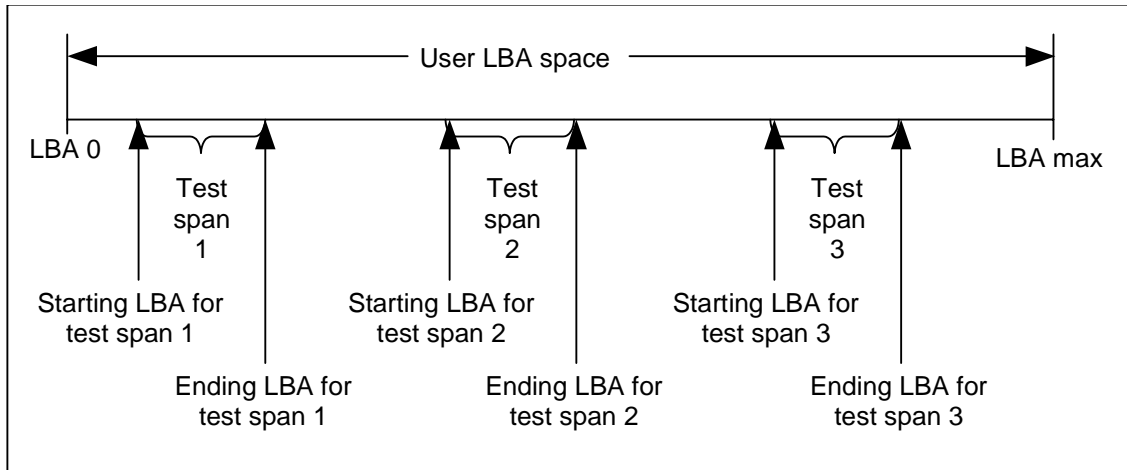 User LBA space
LBA 0
LBA max
Test
span
1
Test
span
2
Test
span
3
Starting LBA for
test span 1
Starting LBA for
test span 2
Starting LBA for
test span 3
Ending LBA for
test span 1
Ending LBA for
test span 2
Ending LBA for
test span 3